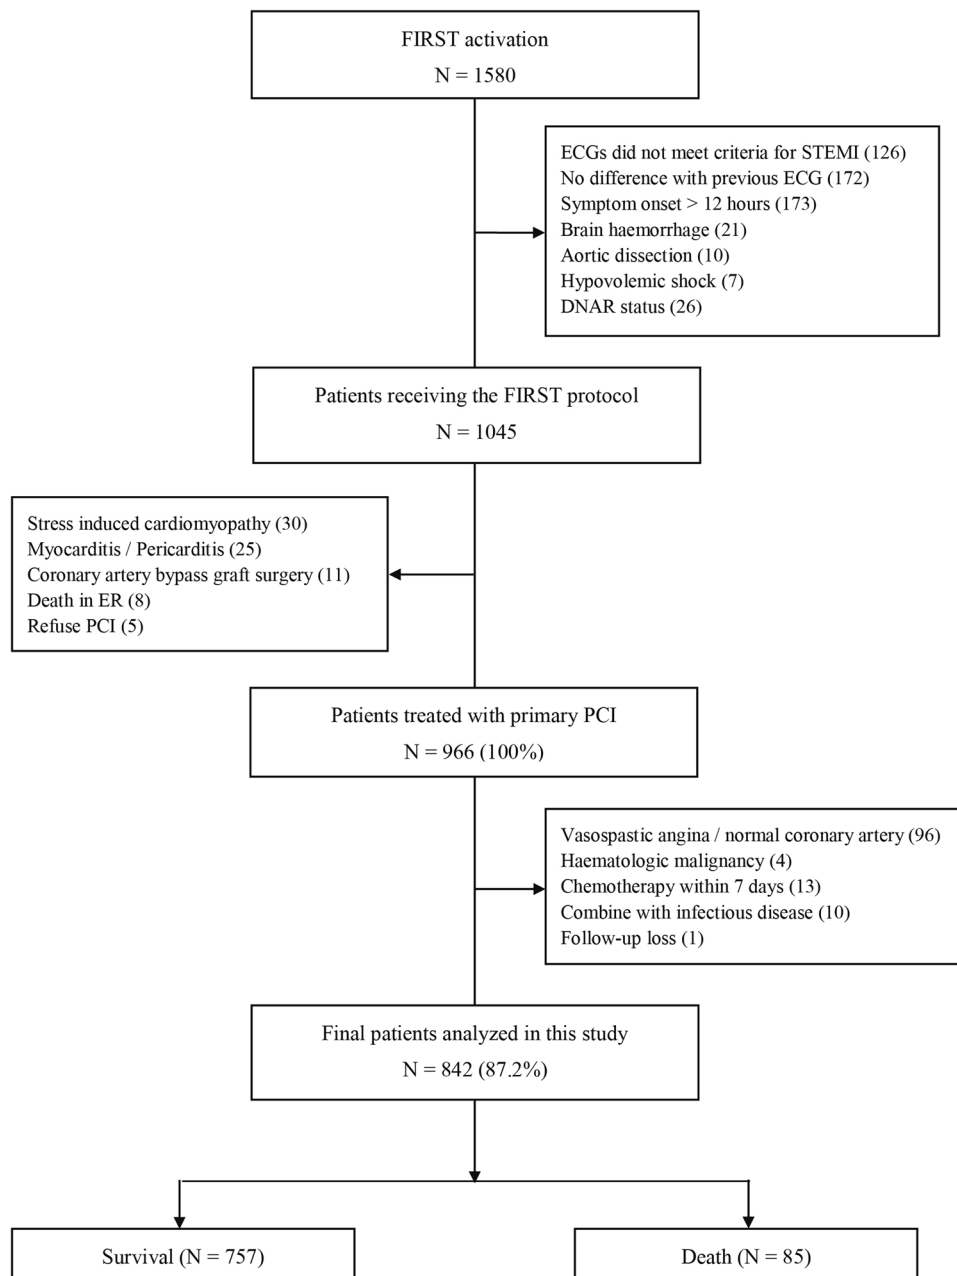 FIRST activation
N = 1580
ECGs did not meet criteria for STEMI (126)
No difference with previous ECG (172)
Symptom onset > 12 hours (173)
Brain haemorrhage (21)
Aortic dissection (10)
Hypovolemic shock (7)
DNAR status (26)
Patients receiving the FIRST protocol
N = 1045
Stress induced cardiomyopathy (30)
Myocarditis / Pericarditis (25)
Coronary artery bypass graft surgery (11)
Death in ER (8)
Refuse PCI (5)
Patients treated with primary PCI
N = 966 (100%)
Vasospastic angina / normal coronary artery (96)
Haematologic malignancy (4)
Chemotherapy within 7 days (13)
Combine with infectious disease (10)
Follow-up loss (1)
Final patients analyzed in this study
N = 842 (87.2%)
Survival (N = 757)
Death (N = 85)